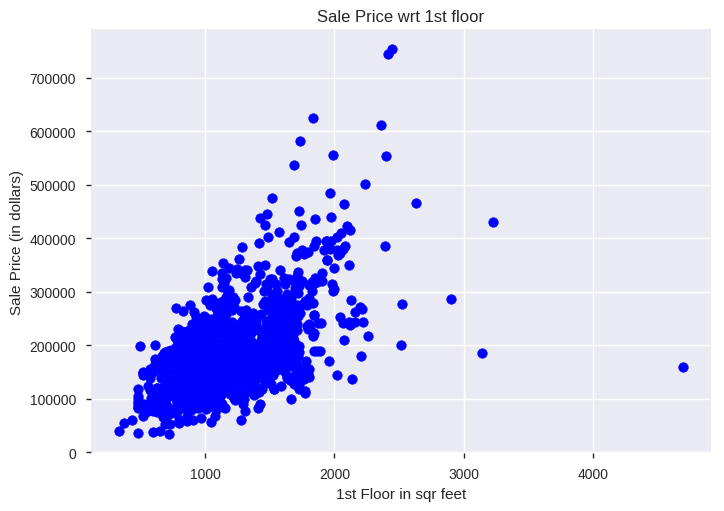 Sale Price wrt 1st floor
Sale Price (in dollars)
700000
600000
500000
400000
300000
200000
100000
0
1000 2000 3000 4000
1st Floor in sqr feet